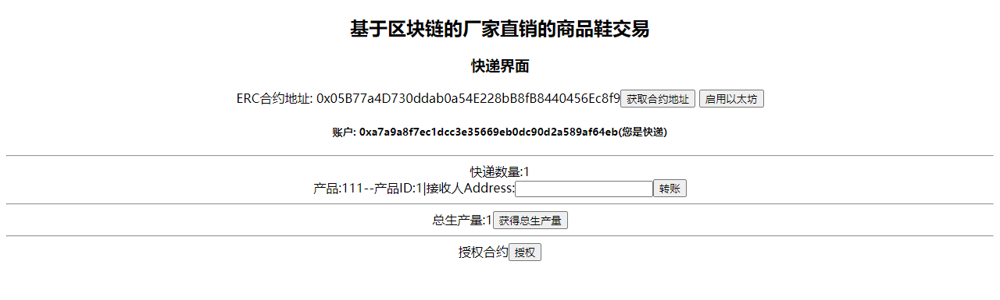 基于区块链的厂家直销的商品鞋交易
快递界面
ERC合约地址: 0x05B77a4D730ddab0a54E228bB8fB8440456Ec8f9 获取合约地址 启用以太坊
账户: 0xa7a9a8f7ec1dcc3e35669eb0dc90d2a589af64eb(您是快递)
快递数量:1
产品:111--产品ID:1|接收人Address: 转账
总生产量:1 获得总生产量
授权合约 授权